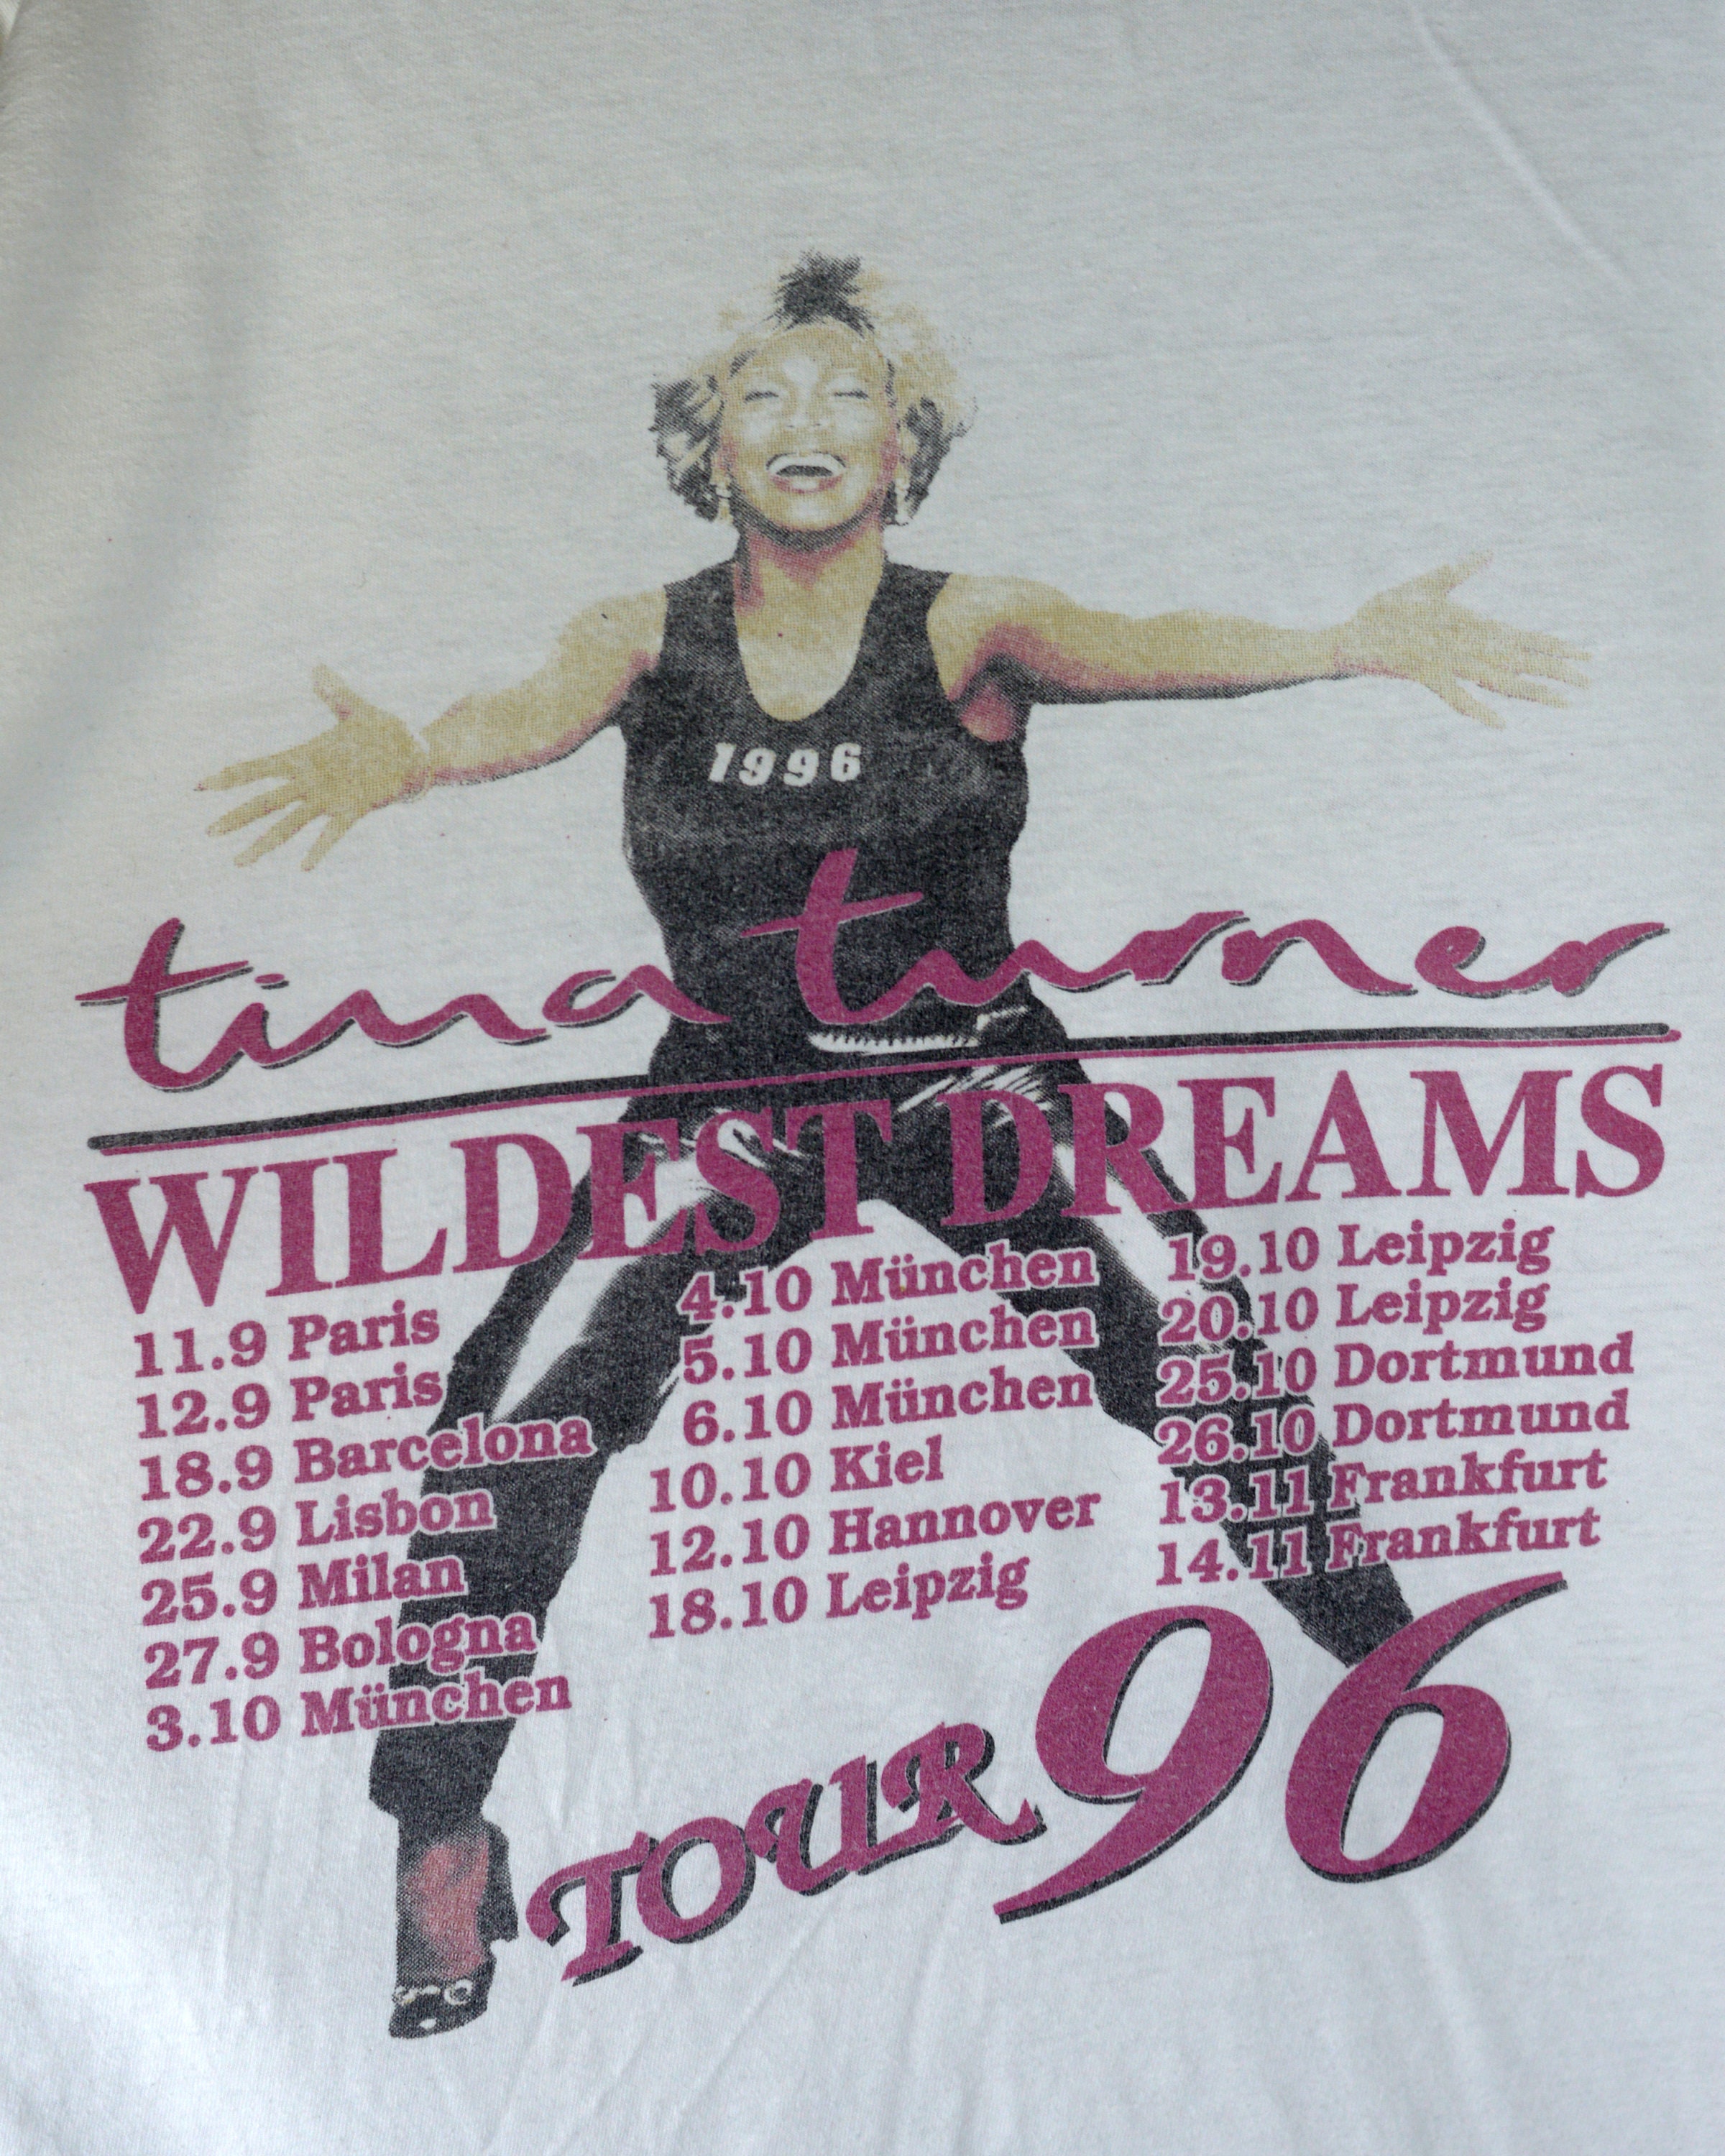 1996
tina turner
WILDEST DREAMS
11.9 Paris
12.9 Paris
18.9 Barcelona
22.9 Lisbon
25.9 Milan
27.9 Bologna
3.10 München
4.10 München
5.10 München
6.10 München
10.10 Kiel
12.10 Hannover
18.10 Leipzig
19.10 Leipzig
20.10 Leipzig
25.10 Dortmund
26.10 Dortmund
13.11 Frankfurt
14.11 Frankfurt
TOUR 96